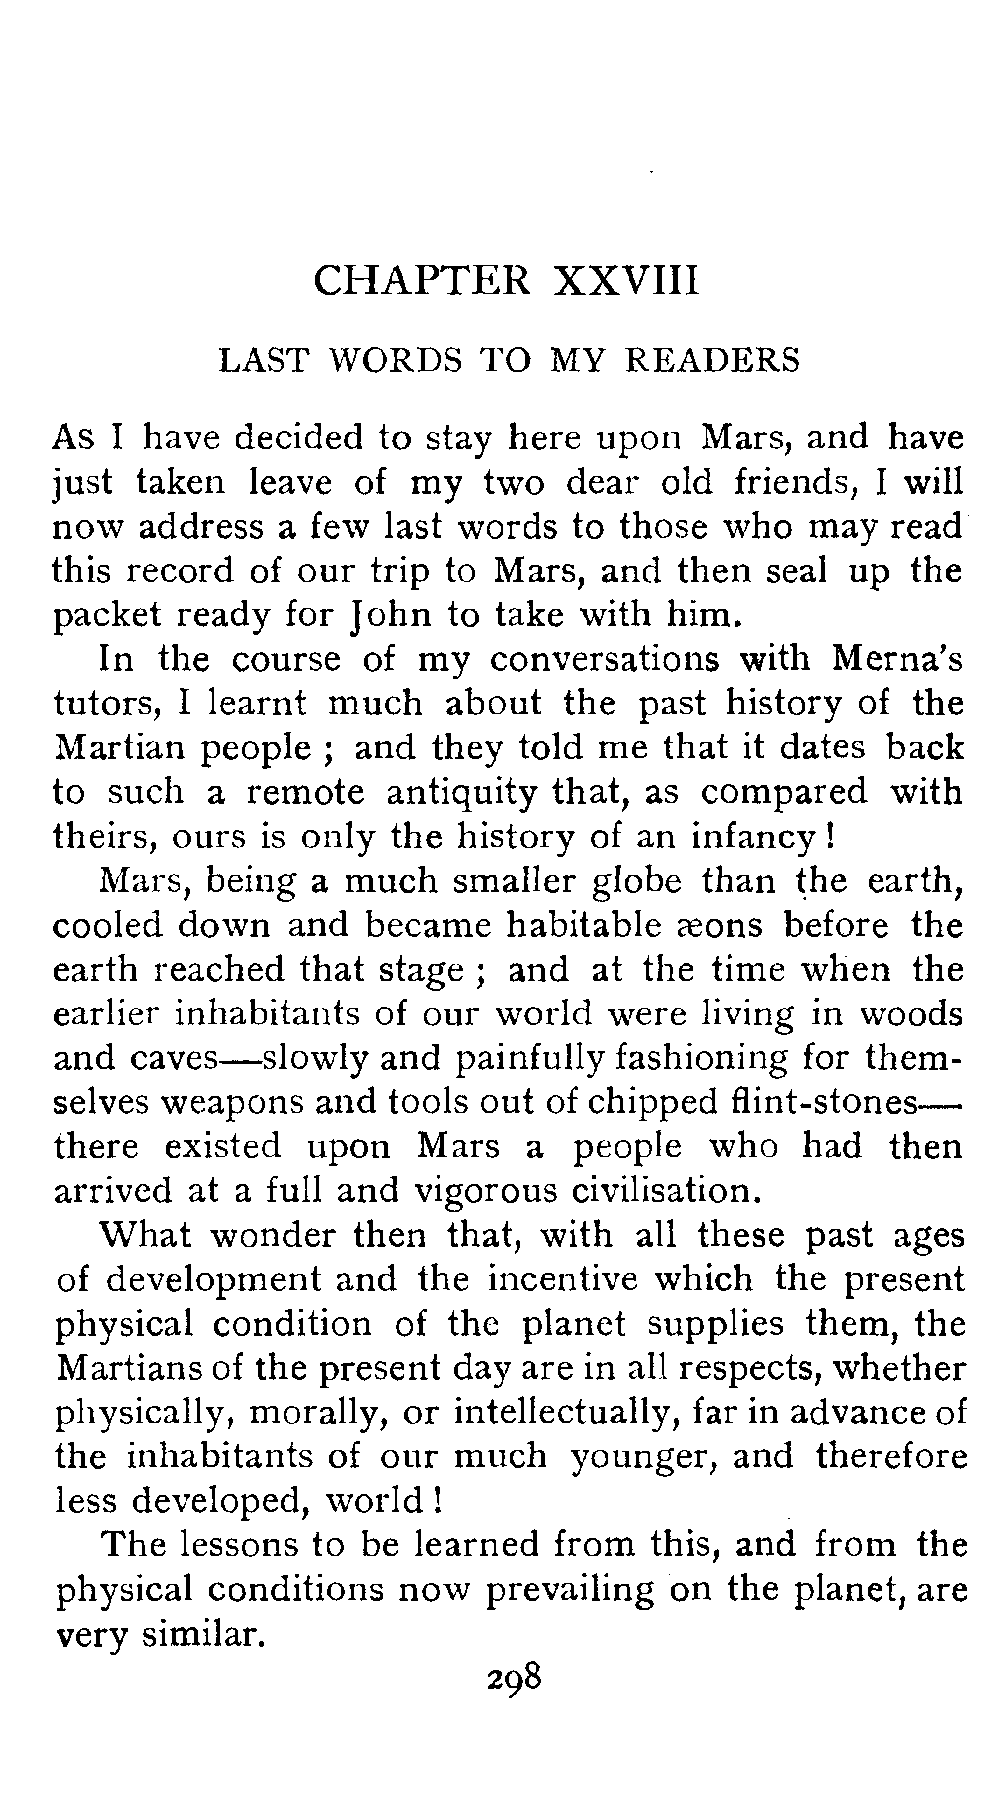 CHAPTER XXVIII
LAST WORDS TO MY READERS
As I have decided to stay here upon Mars, and have
just taken leave of my two dear old friends, I will
now address a few last words to those who may read
this record of our trip to Mars, and then seal up the
packet ready for John to take with him.
In the course of my conversations with Merna's
tutors, I learnt much about the past history of the
Martian people ; and they told me that it dates back
to such a remote antiquity that, as compared with
theirs, ours is only the history of an infancy !
Mars, being a much smaller globe than the earth,
cooled down and became habitable æons before the
earth reached that stage ; and at the time when the
earlier inhabitants of our world were living in woods
and caves—slowly and painfully fashioning for them-
selves weapons and tools out of chipped flint-stones—
there existed upon Mars a people who had then
arrived at a full and vigorous civilisation.
What wonder then that, with all these past ages
of development and the incentive which the present
physical condition of the planet supplies them, the
Martians of the present day are in all respects, whether
physically, morally, or intellectually, far in advance of
the inhabitants of our much younger, and therefore
less developed, world !
The lessons to be learned from this, and from the
physical conditions now prevailing on the planet, are
very similar.
298